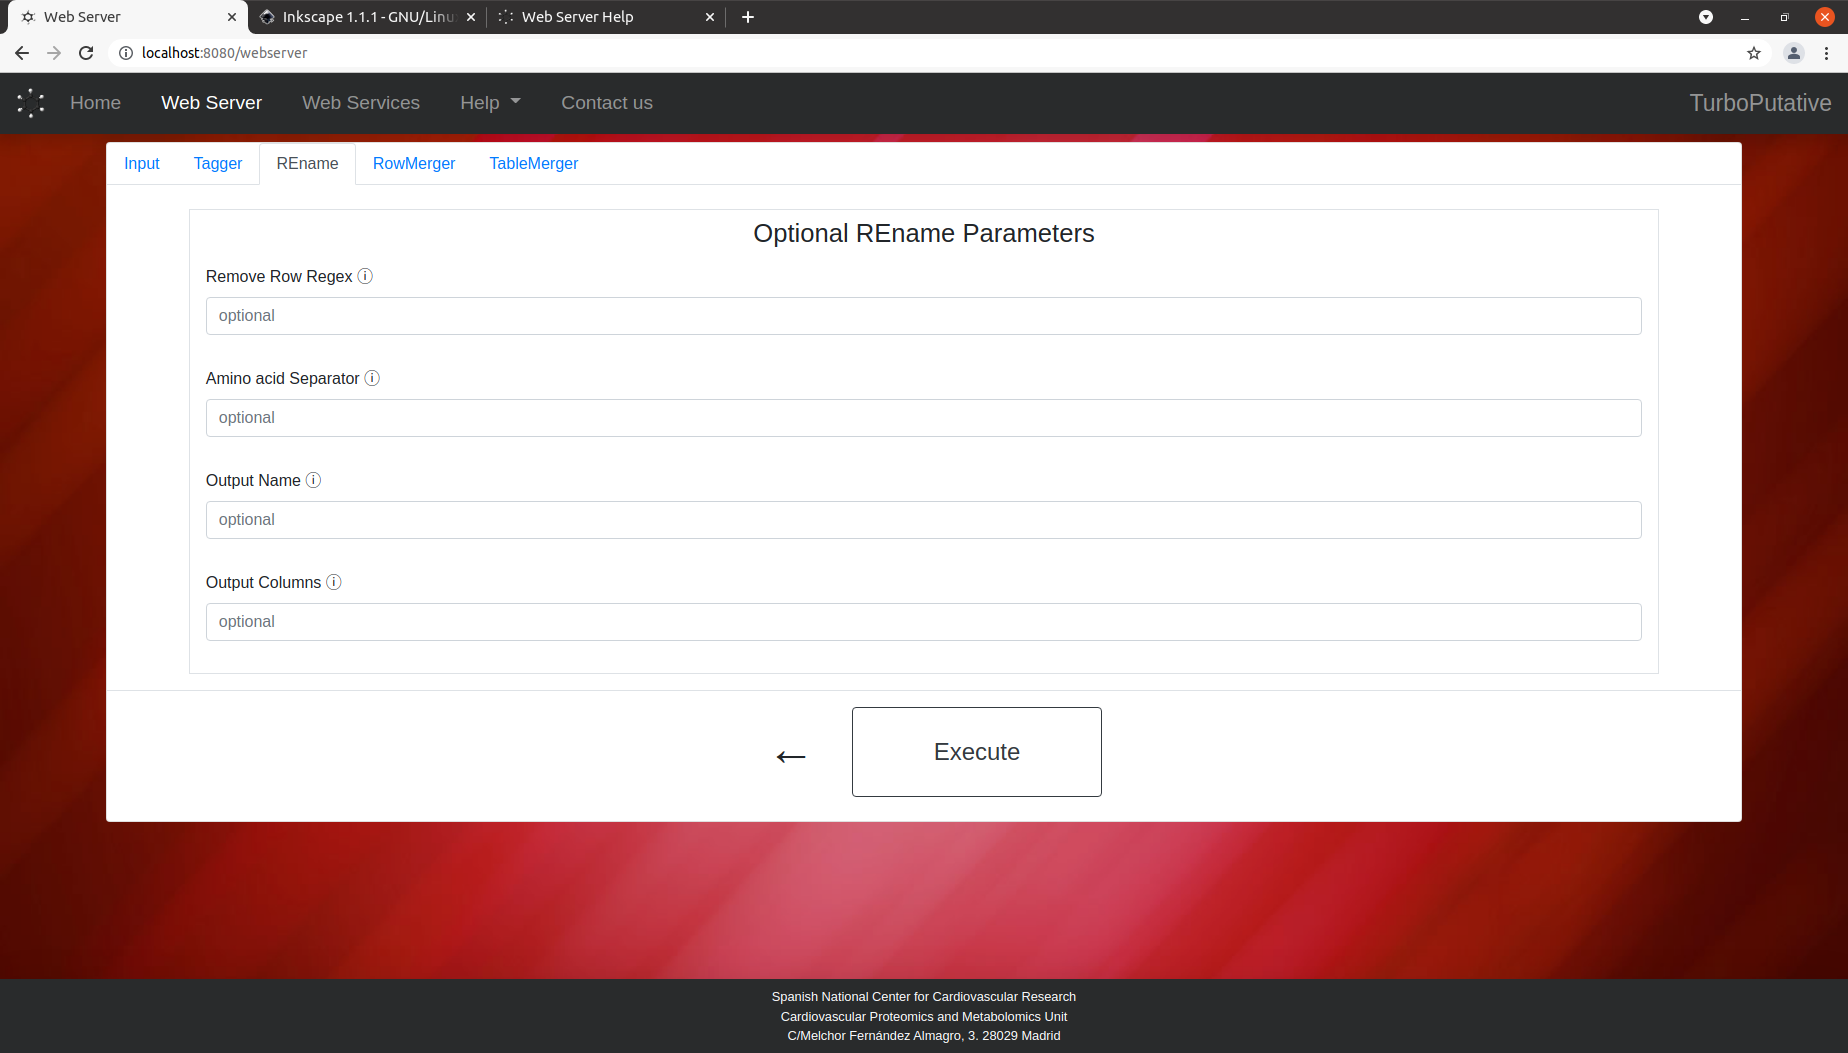 Web Server
Inkscape 1.1.1 - GNU/Linu
Web Server Help
localhost:8080/webserver
Home
Web Server
Web Services
Help
Contact us
TurboPutative
Input
Tagger
REname
RowMerger
TableMerger
Optional REname Parameters
Remove Row Regex
optional
Amino acid Separator
optional
Output Name
optional
Output Columns
optional
Execute
Spanish National Center for Cardiovascular Research
Cardiovascular Proteomics and Metabolomics Unit
C/Melchor Fernández Almagro, 3. 28029 Madrid